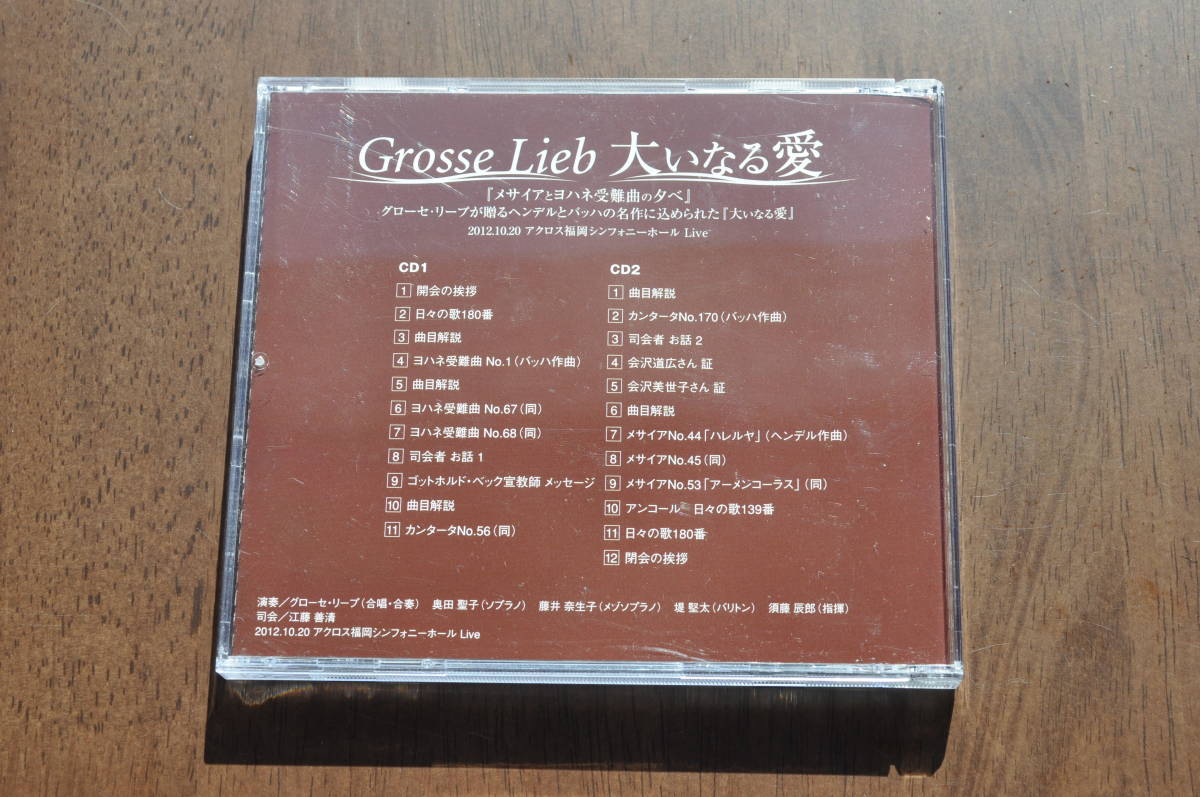 Grosse Lieb 大いなる愛
『メサイアとヨハネ受難曲の夕べ』
グローセ・リープが贈るヘンデルとバッハの名作に込められた『大いなる愛』
2012.10.20 アクロス福岡シンフォニーホール Live
CD1
1 開会の挨拶
2 日々の歌180番
3 曲目解説
4 ヨハネ受難曲 No.1（バッハ作曲）
5 曲目解説
6 ヨハネ受難曲 No.67（同）
7 ヨハネ受難曲 No.68（同）
8 司会者 お話 1
9 ゴットホルド・ベック宣教師 メッセージ
10 曲目解説
11 カンタータNo.56（同）
CD2
1 曲目解説
2 カンタータNo.170（バッハ作曲）
3 司会者 お話 2
4 会沢道広さん 証
5 会沢美世子さん 証
6 曲目解説
7 メサイアNo.44「ハレルヤ」（ヘンデル作曲）
8 メサイアNo.45（同）
9 メサイアNo.53「アーメンコーラス」（同）
10 アンコール 日々の歌139番
11 日々の歌180番
12 閉会の挨拶
演奏／グローセ・リープ（合唱・合奏） 奥田 聖子（ソプラノ） 藤井 奈生子（メゾソプラノ） 堤 堅太（バリトン） 須藤 辰郎（指揮）
司会／江藤 善清
2012.10.20 アクロス福岡シンフォニーホール Live